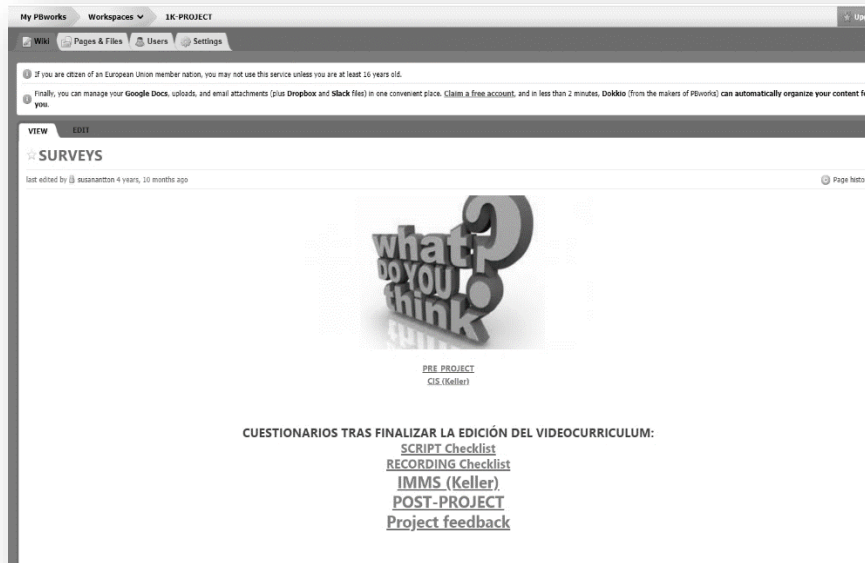 My PBworks Workspaces 1K-PROJECT
Wiki Pages & Files Users Settings
If you are citizen of an European Union member nation, you may not use this service unless you are at least 16 years old.
Finally, you can manage your Google Docs, uploads, and email attachments (plus Dropbox and Slack files) in one convenient place. Claim a free account, and in less than 2 minutes, Dokkio (from the makers of PBworks) can automatically organize your content
you.
VIEW EDIT
SURVEYS
last edited by susanantton 4 years, 10 months ago Page histo
what
DO YOU
think
?
PRE PROJECT
CIS (Keller)
CUESTIONARIOS TRAS FINALIZAR LA EDICIÓN DEL VIDEOCURRICULUM:
SCRIPT Checklist
RECORDING Checklist
IMMS (Keller)
POST-PROJECT
Project feedback